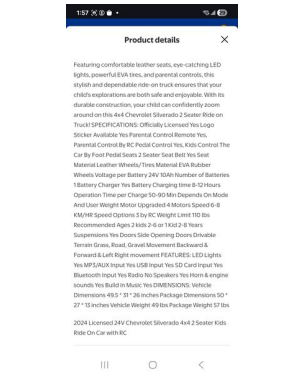 1:57
Product details
Featuring comfortable leather seats, eye-catching LED
lights, powerful EVA tires, and parental controls, this
stylish and dependable ride-on truck ensures that your
child's explorations are both safe and enjoyable. With its
durable construction, your child can confidently zoom
around on this 4x4 Chevrolet Silverado 2 Seater Ride on
Truck! SPECIFICATIONS: Officially Licensed Yes Logo
Sticker Available Yes Parental Control Remote Yes,
Parental Control By RC Pedal Control Yes, Kids Control The
Car By Foot Pedal Seats 2 Seater Seat Belt Yes Seat
Material Leather Wheels/Tires Material EVA Rubber
Wheels Voltage per Battery 24V 10Ah Number of Batteries
1 Battery Charger Yes Battery Charging time 8-12 Hours
Operation Time per Charge 50-90 Min Depends On Mode
And User Weight Motor Upgraded 4 Motors Speed 6-8
KM/HR Speed Options 3 by RC Weight Limit 110 lbs
Recommended Ages 2 kids 2-6 or 1 Kid 2-8 Years
Suspensions Yes Doors Side Opening Doors Drivable
Terrain Grass, Road, Gravel Movement Backward &
Forward & Left Right movement FEATURES: LED Lights
Yes MP3/AUX Input Yes USB Input Yes SD Card Input Yes
Bluetooth Input Yes Radio No Speakers Yes Horn & engine
sounds Yes Build in Music Yes DIMENSIONS: Vehicle
Dimensions 49.5 * 31 * 26 inches Package Dimensions 50 *
27 * 13 inches Vehicle Weight 49 lbs Package Weight 57 lbs
2024 Licensed 24V Chevrolet Silverado 4x4 2 Seater Kids
Ride On Car with RC